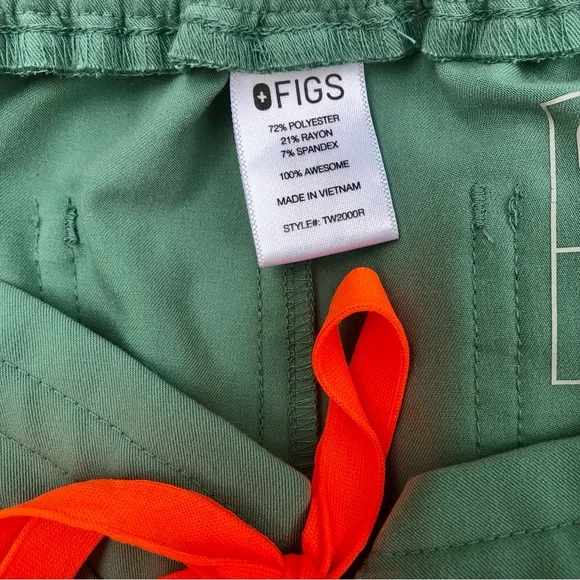 FIGS
72% POLYESTER
21% RAYON
7% SPANDEX
100% AWESOME
MADE IN VIETNAM
STYLE#: TW2000R